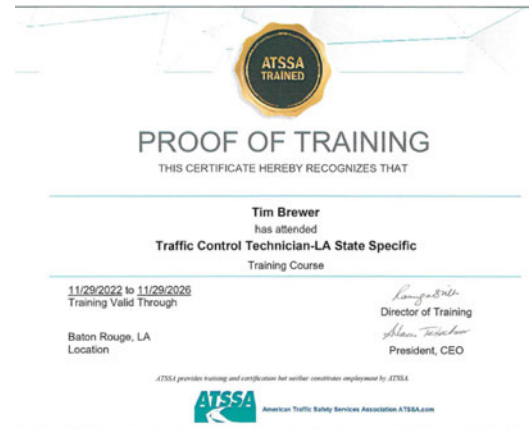 ATSSA
TRAINED
PROOF OF TRAINING
THIS CERTIFICATE HEREBY RECOGNIZES THAT
Tim Brewer
has attended
Traffic Control Technician-LA State Specific
Training Course
11/29/2022 to 11/29/2026
Training Valid Through
Director of Training
Baton Rouge, LA
Location
President, CEO
ATSSA provides training and certification but neither constitutes employment by ATSSA.
ATSSA
American Traffic Safety Services Association ATSSA.com